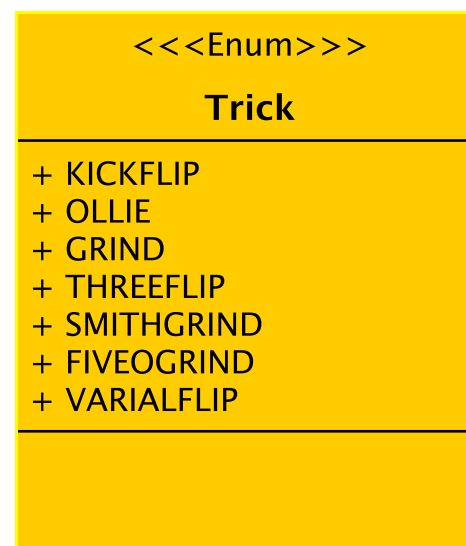 <<<Enum>>>
Trick
+ KICKFLIP
+ OLLIE
+ GRIND
+ THREEFLIP
+ SMITHGRIND
+ FIVEOGRIND
+ VARIALFLIP